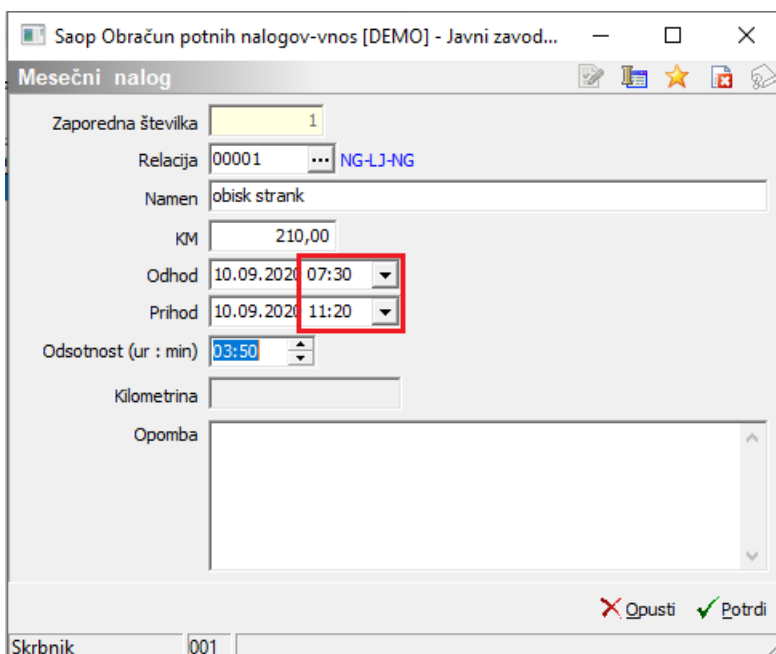 Saop Obračun potnih nalogov-vnos [DEMO] - Javni zavod...
Mesečni nalog
Zaporedna številka 1
Relacija 00001 ... NG-LJ-NG
Namen obisk strank
KM 210,00
Odhod 10.09.2020 07:30
Prihod 10.09.2020 11:20
Odsotnost (ur : min) 03:50
Kilometrina
Opomba
Opusti Potrdi
Skrbnik 001